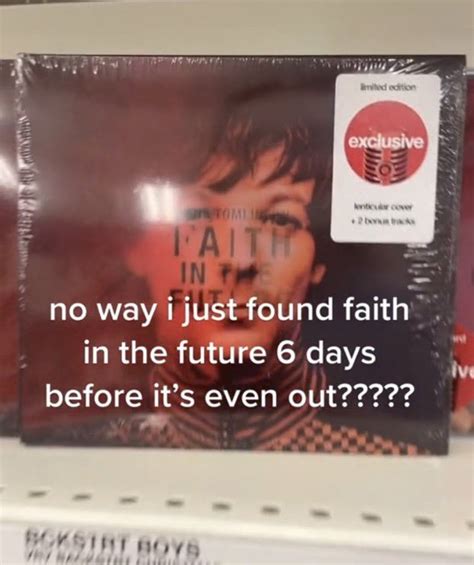 limited edition
exclusive
lenticular cover
+ 2 bonus tracks
FAITH
IN THE
no way i just found faith
in the future 6 days
before it's even out?????
BCKSTRT BOYS